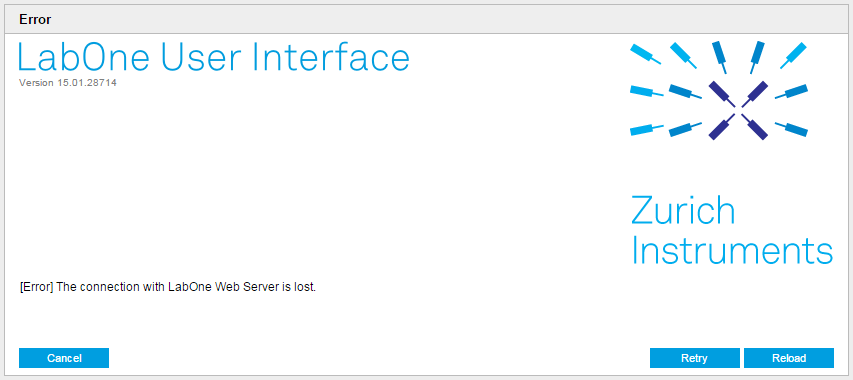 Error
LabOne User Interface
Version 15.01.28714
Zurich
Instruments
[Error] The connection with LabOne Web Server is lost.
Cancel
Retry
Reload